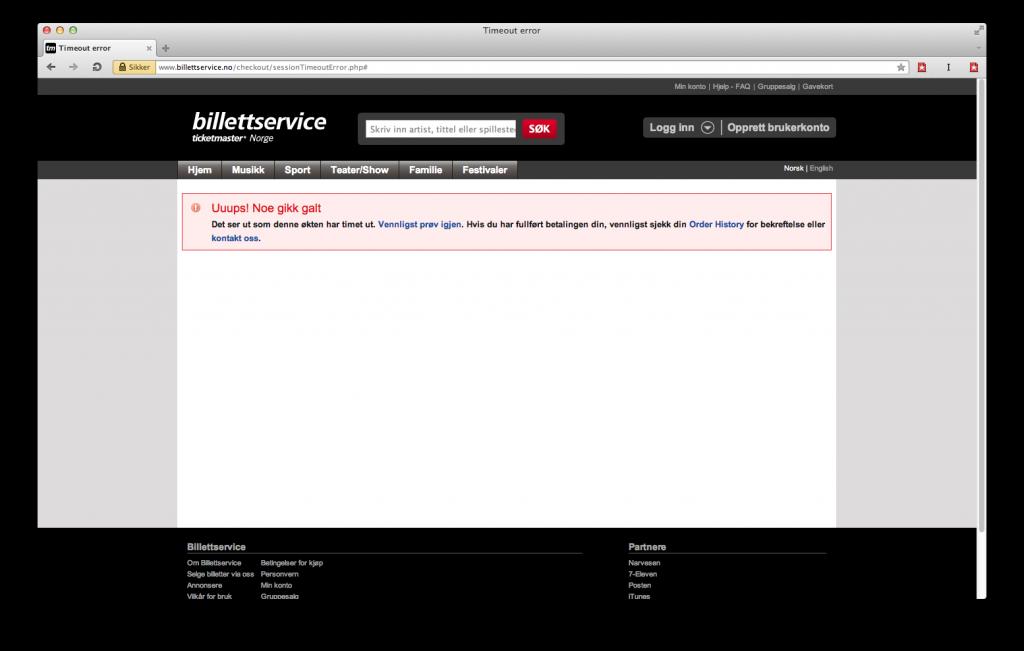 Timeout error
tm Timeout error
Sikker www.billettservice.no/checkout/sessionTimeoutError.php#
Min konto | Hjelp - FAQ | Gruppesalg | Gavekort
billettservice
ticketmaster® Norge
Skriv inn artist, tittel eller spillested
SØK
Logg inn | Opprett brukerkonto
Hjem Musikk Sport Teater/Show Familie Festivaler
Norsk | English
Uuups! Noe gikk galt
Det ser ut som denne økten har timet ut. Vennligst prøv igjen. Hvis du har fullført betalingen din, vennligst sjekk din Order History for bekreftelse eller
kontakt oss.
Billettservice
Om Billettservice Betingelser for kjøp
Selge billetter via oss Personvern
Annonsere Min konto
Vilkår for bruk Gruppesalg
Partnere
Narvesen
7-Eleven
Posten
iTunes